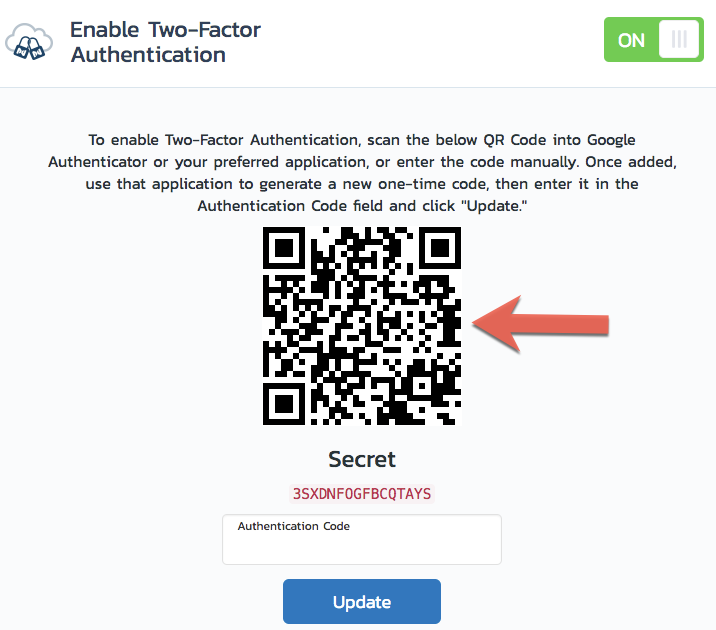 Enable Two-Factor
Authentication
ON
To enable Two-Factor Authentication, scan the below QR Code into Google
Authenticator or your preferred application, or enter the code manually. Once added,
use that application to generate a new one-time code, then enter it in the
Authentication Code field and click "Update."
Secret
3SXDNFOGFBCQTAYS
Authentication Code
Update